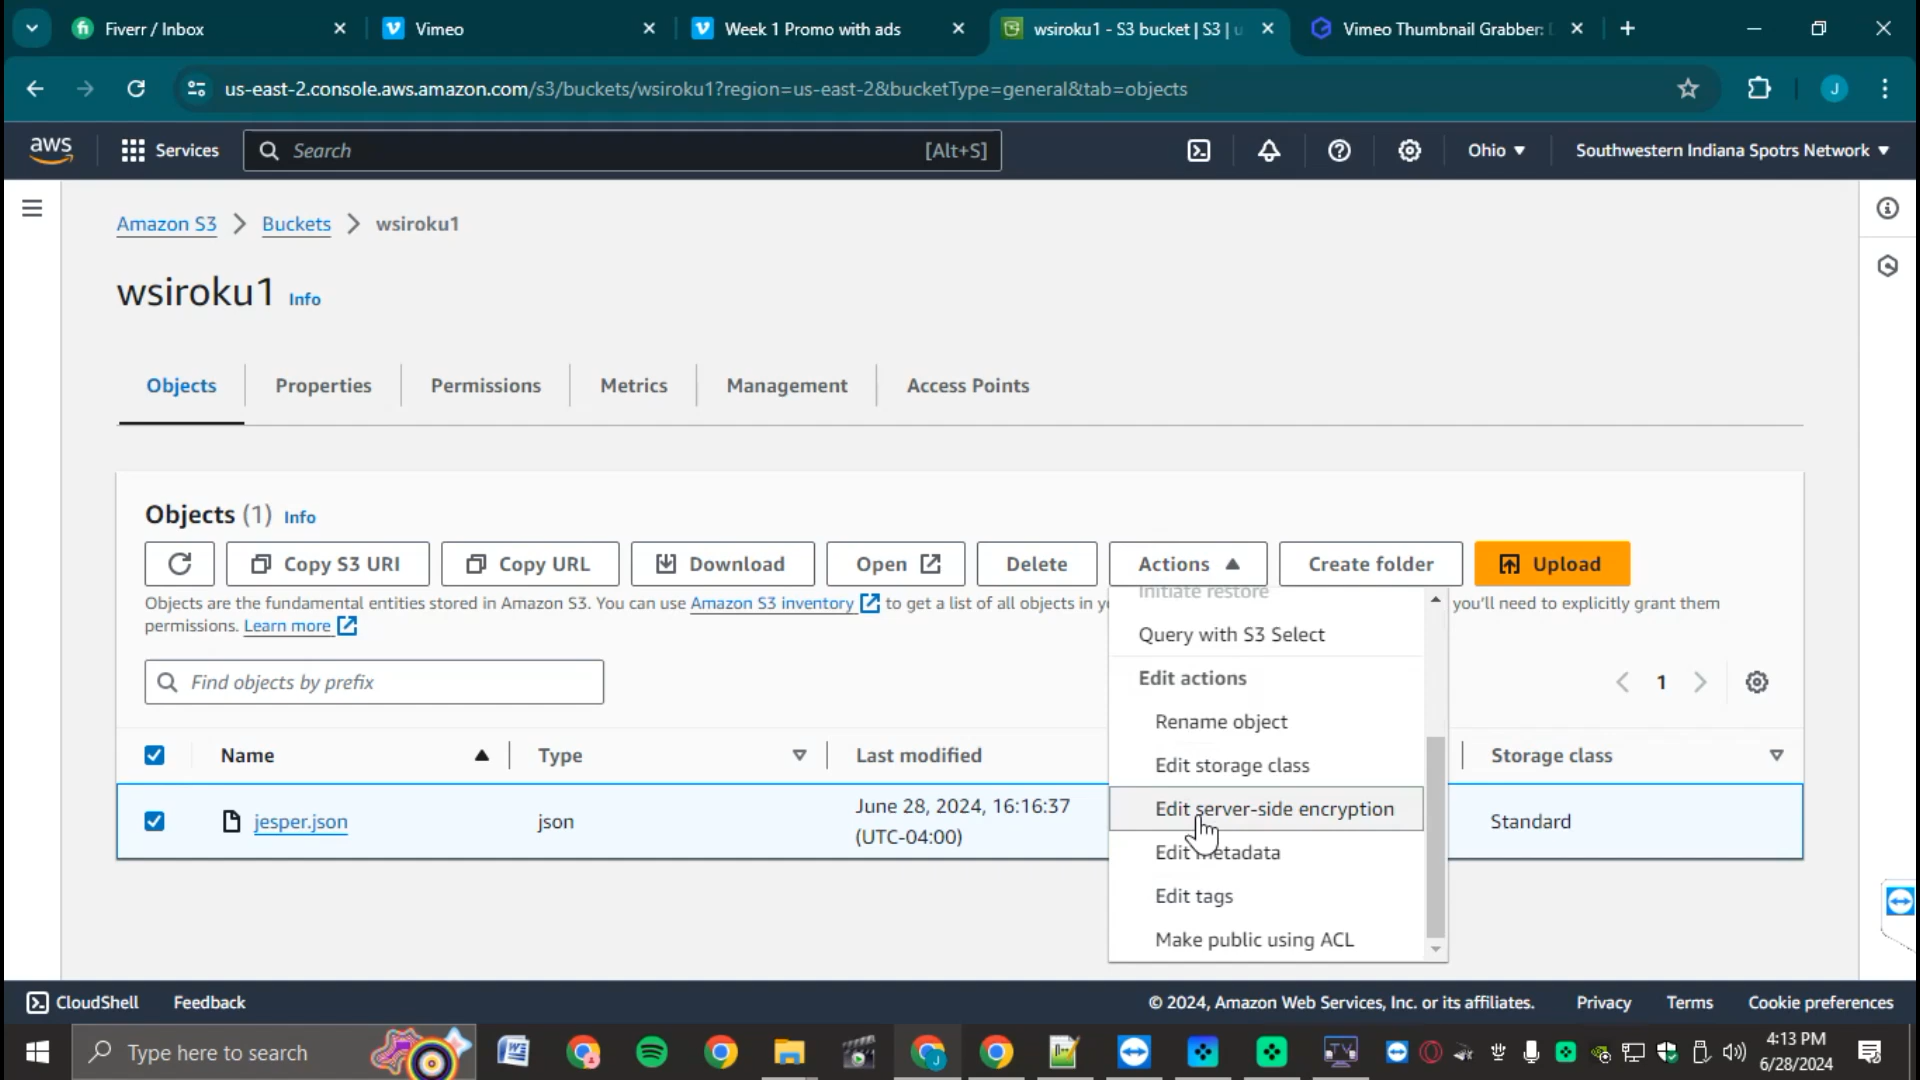 Fiverr / Inbox
Vimeo
Week 1 Promo with ads
wsiroku1 - S3 bucket | S3 | u
Vimeo Thumbnail Grabber:
us-east-2.console.aws.amazon.com/s3/buckets/wsiroku1?region=us-east-2&bucketType=general&tab=objects
J
aws
Services
Search
[Alt+S]
Ohio
Southwestern Indiana Spotrs Network
Amazon S3
Buckets
wsiroku1
wsiroku1 Info
Objects
Properties
Permissions
Metrics
Management
Access Points
Objects (1) Info
Copy S3 URI
Copy URL
Download
Open
Delete
Actions
Create folder
Upload
Objects are the fundamental entities stored in Amazon S3. You can use Amazon S3 inventory to get a list of all objects in y
you'll need to explicitly grant them
permissions. Learn more
Initiate restore
Query with S3 Select
Edit actions
Rename object
Edit storage class
Edit server-side encryption
Edit metadata
Edit tags
Make public using ACL
Find objects by prefix
1
Name
Type
Last modified
Storage class
jesper.json
json
June 28, 2024, 16:16:37
(UTC-04:00)
Standard
CloudShell
Feedback
© 2024, Amazon Web Services, Inc. or its affiliates.
Privacy
Terms
Cookie preferences
Type here to search
4:13 PM
6/28/2024